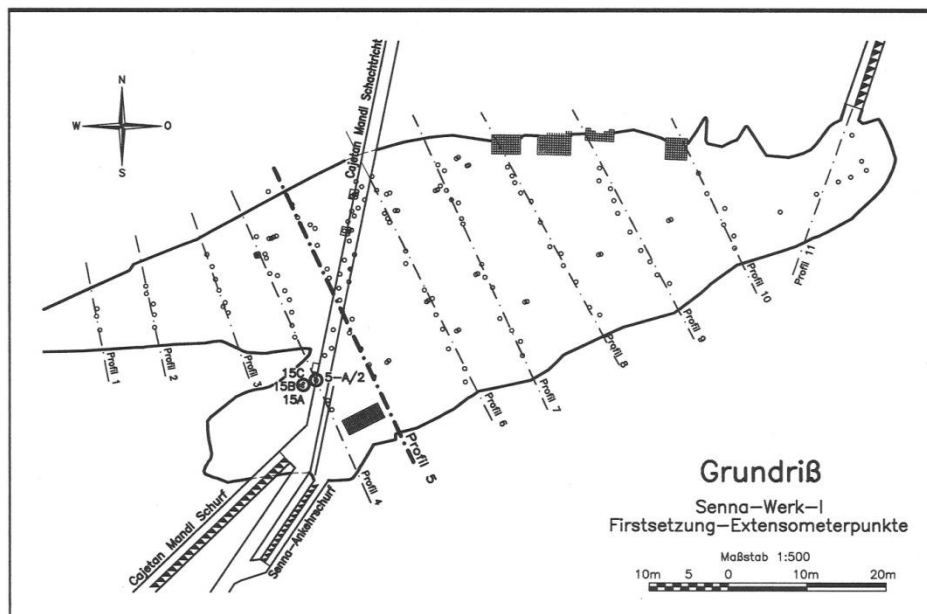 N
W O
S
Cajetan Mandl Schachtricht
Profil 1
Profil 2
Profil 3
Profil 4
Profil 5
Profil 6
Profil 7
Profil 8
Profil 9
Profil 10
Profil 11
15C
15B
15A
5-A/2
Cajetan Mandl Schurf
Senna-Ankehrschurf
Grundriß
Senna-Werk-I
Firstsetzung-Extensometerpunkte
Maßstab 1:500
10m 5 0 10m 20m